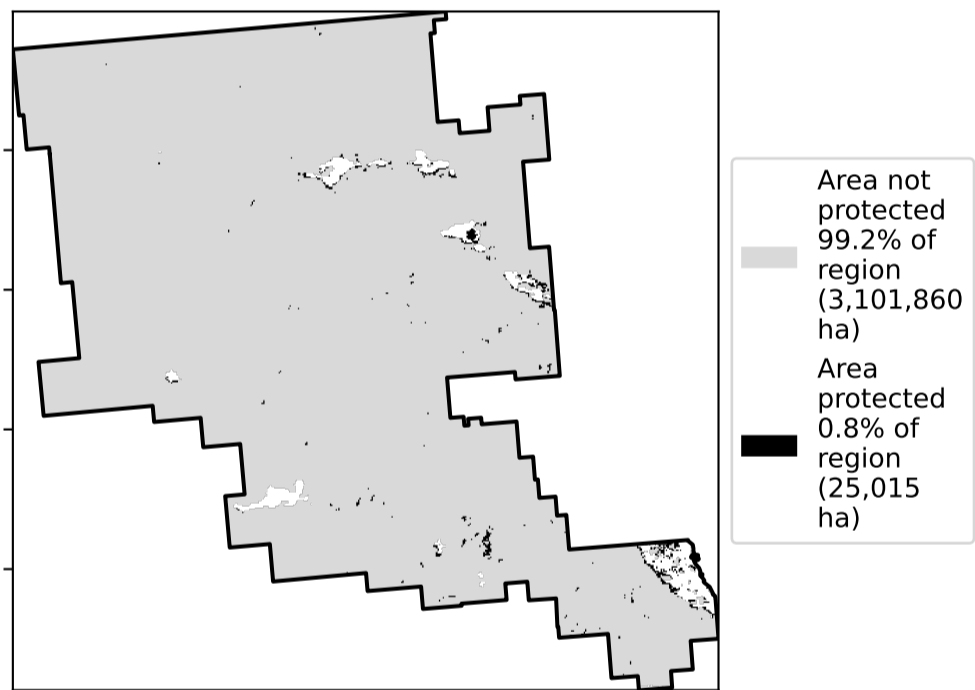 Area not
protected
99.2% of
region
(3,101,860
ha)
Area
protected
0.8% of
region
(25,015
ha)